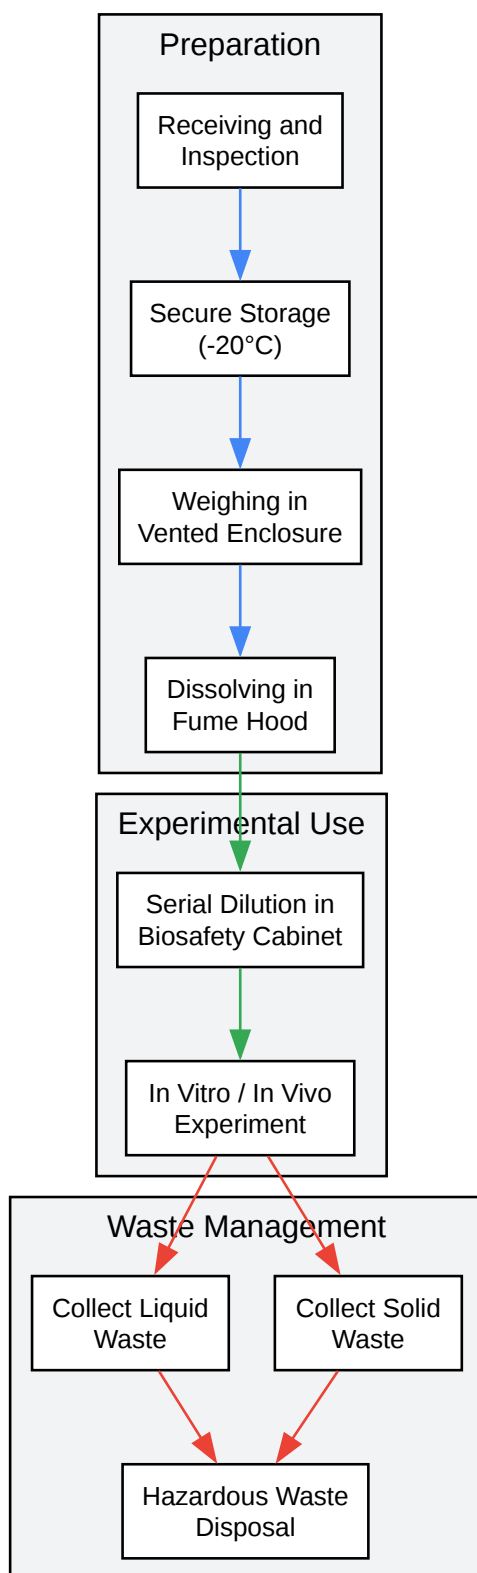 Preparation
Receiving and
Inspection
Secure Storage
(-20°C)
Weighing in
Vented Enclosure
Dissolving in
Fume Hood
Experimental Use
Serial Dilution in
Biosafety Cabinet
In Vitro / In Vivo
Experiment
Waste Management
Collect Liquid
Waste
Collect Solid
Waste
Hazardous Waste
Disposal